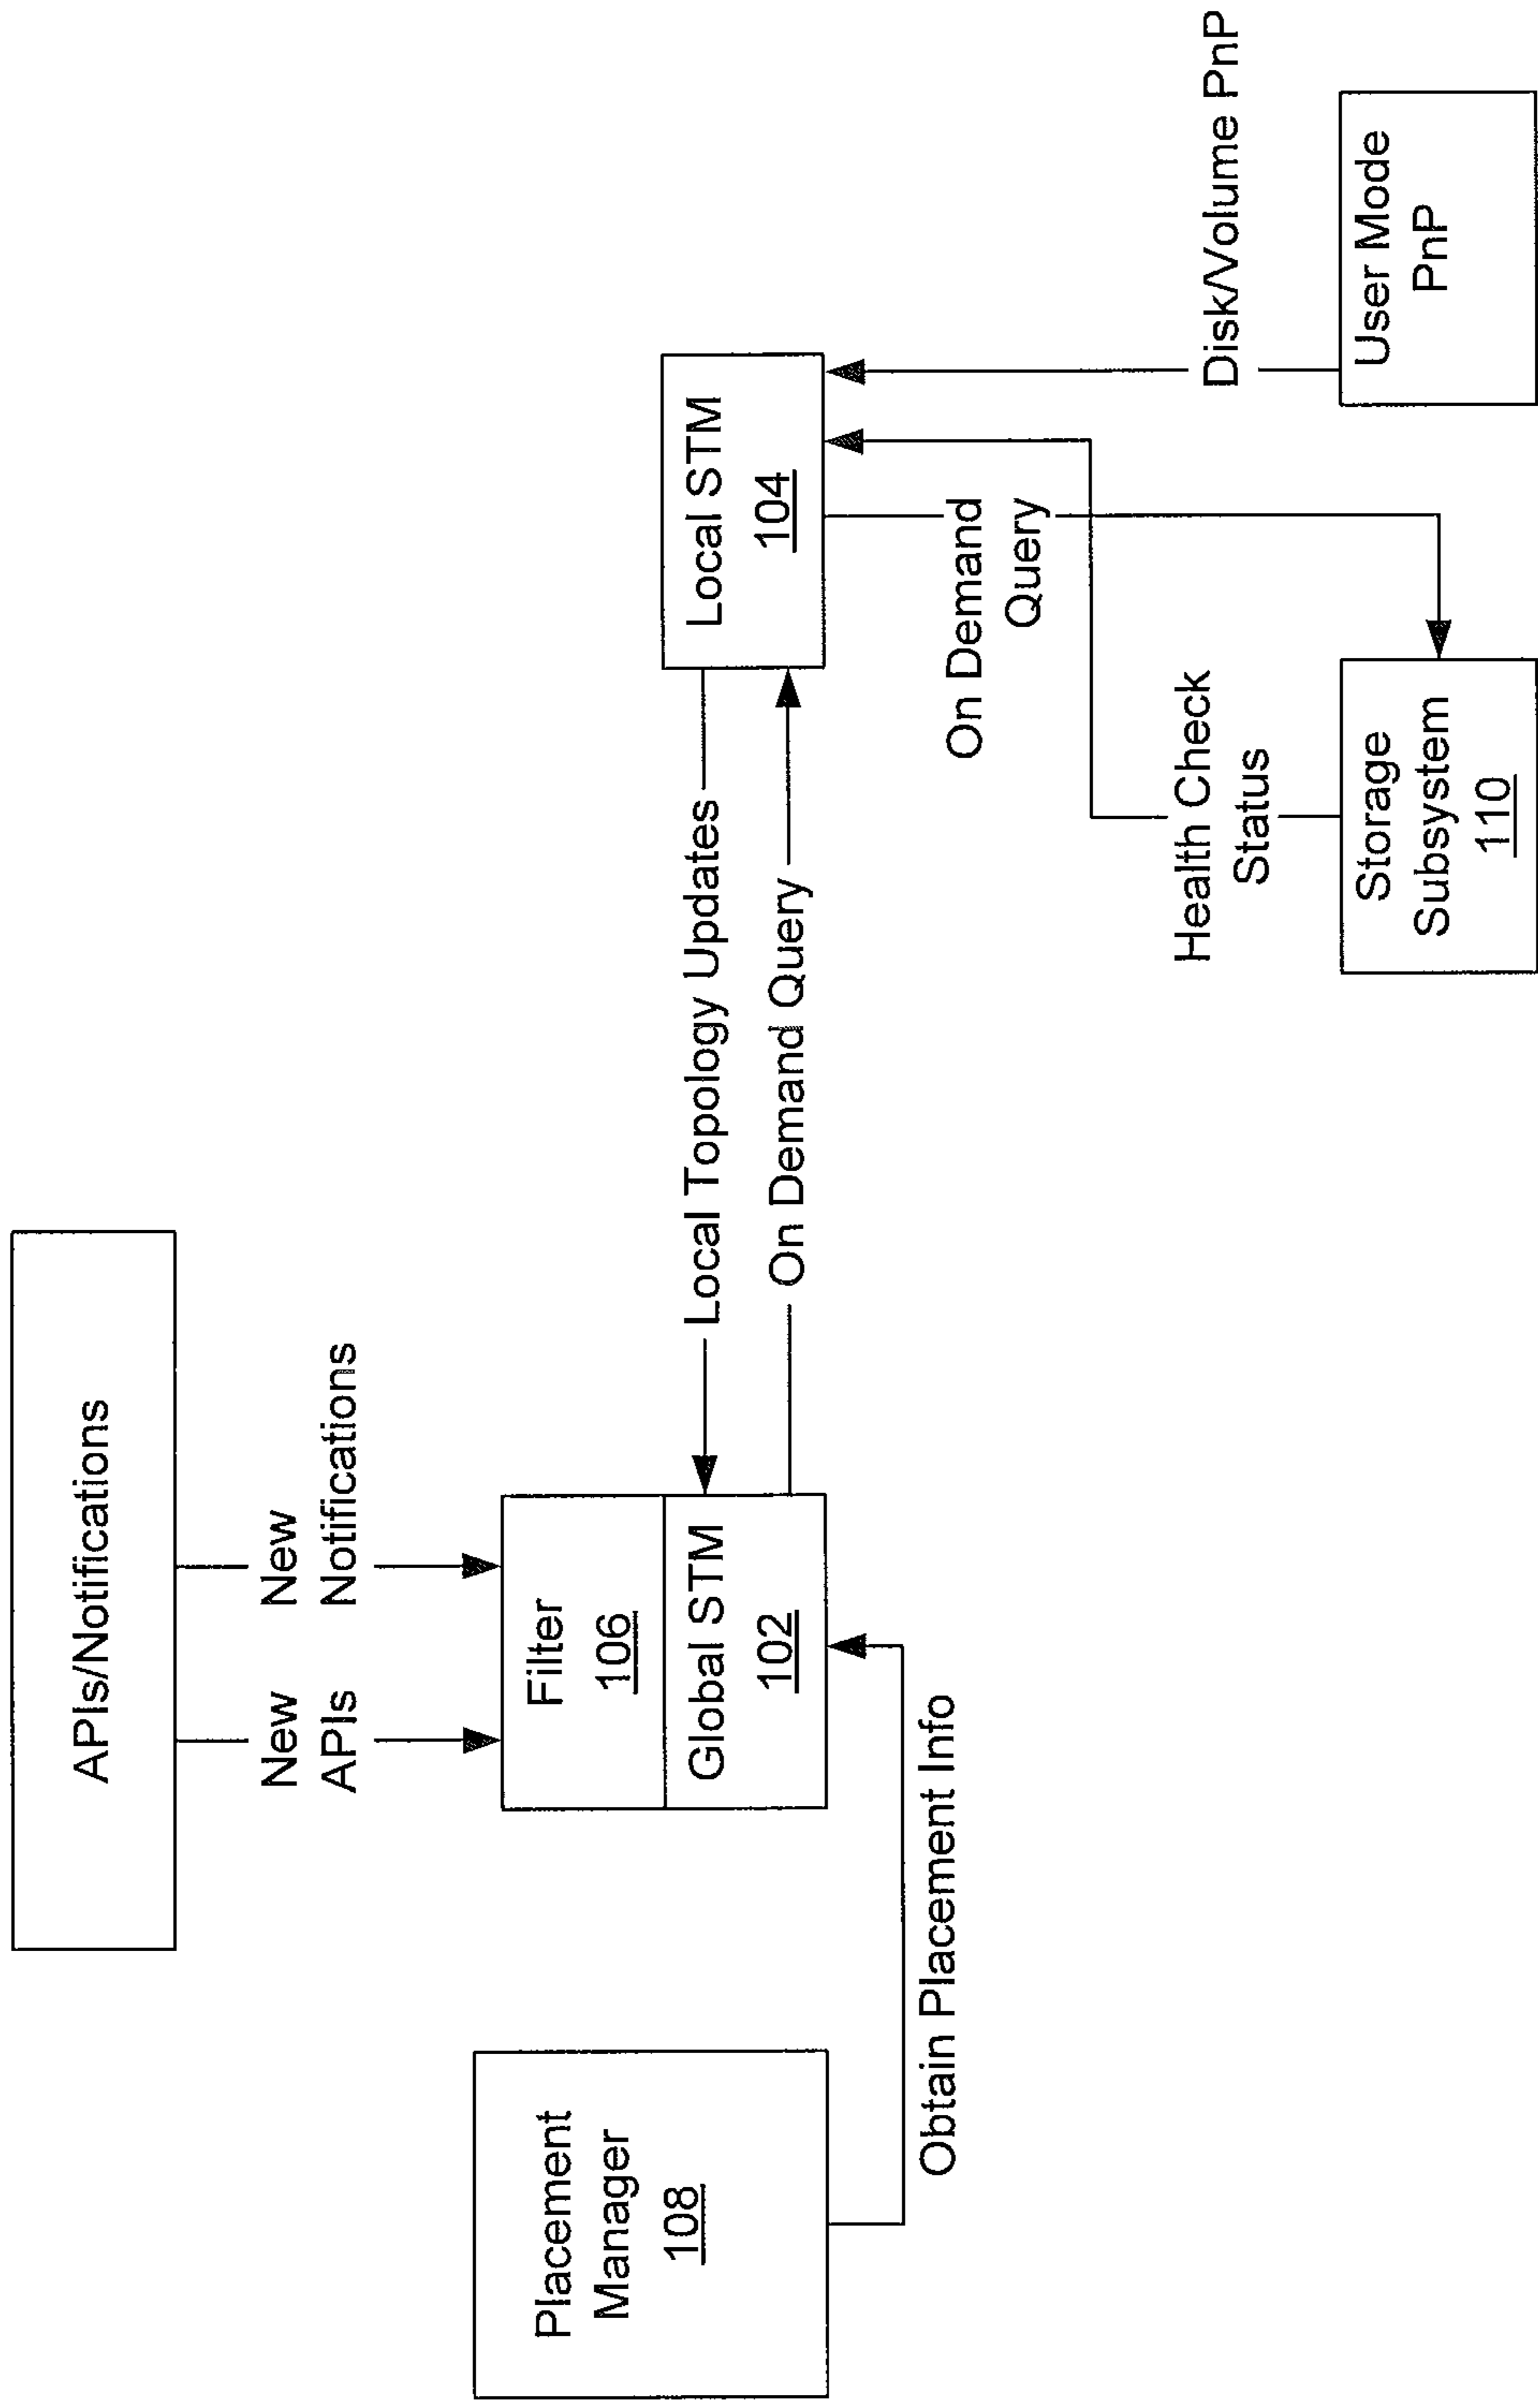 APIs/Notifications
New
APIs
New
Notifications
Placement
Manager
108
Filter
106
Global STM
102
Obtain Placement Info
Local Topology Updates
On Demand Query
Local STM
104
On Demand
Query
Health Check
Status
Disk/Volume PnP
Storage
Subsystem
110
User Mode
PnP